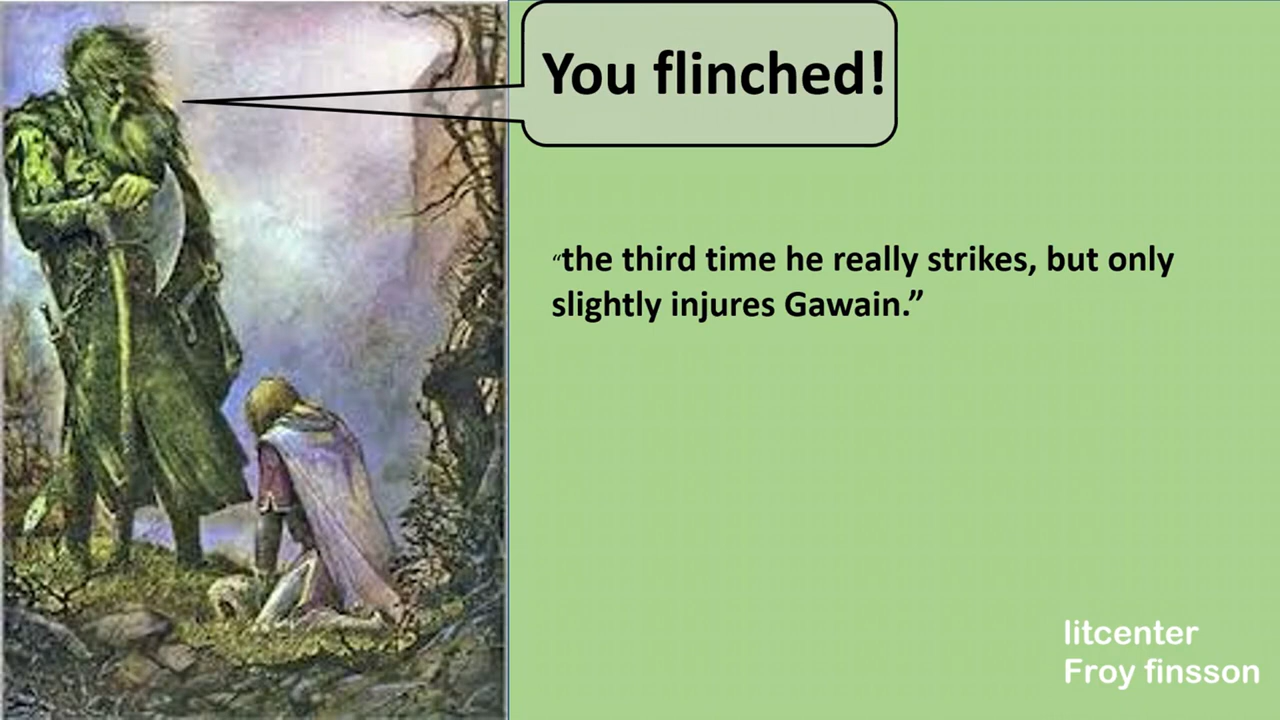 You flinched!
“the third time he really strikes, but only
slightly injures Gawain.”
litcenter
Froy finsson